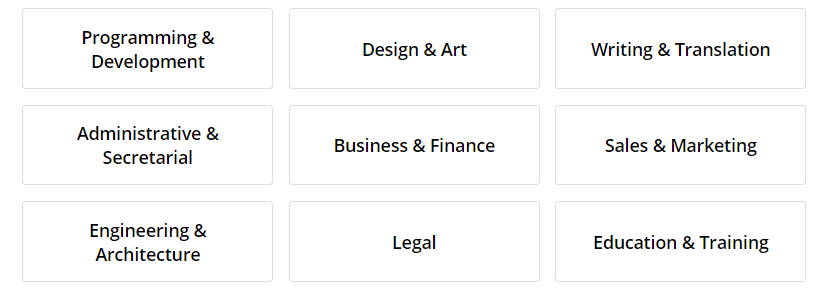 Programming &
Development
Design & Art
Writing & Translation
Administrative &
Secretarial
Business & Finance
Sales & Marketing
Engineering &
Architecture
Legal
Education & Training